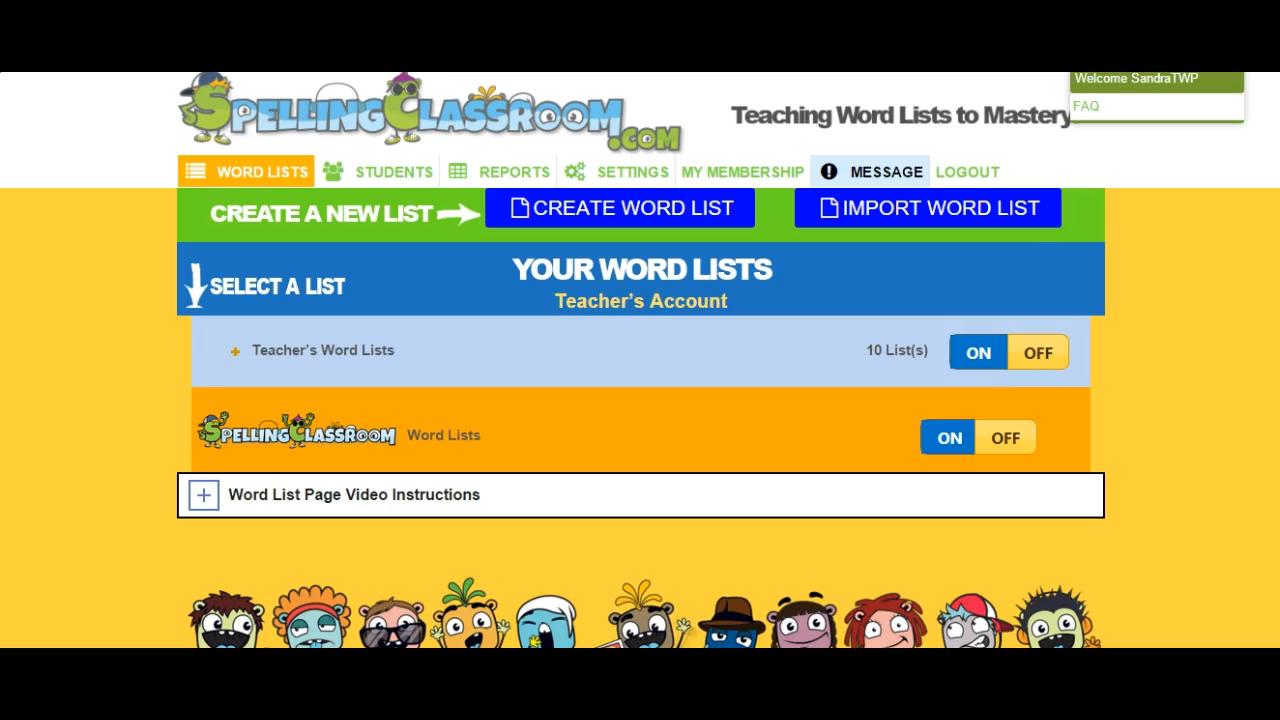 SPELLINGCLASSROOM.COM
Teaching Word Lists to Mastery
Welcome SandraTWP
FAQ
WORD LISTS STUDENTS REPORTS SETTINGS MY MEMBERSHIP MESSAGE LOGOUT
CREATE A NEW LIST CREATE WORD LIST IMPORT WORD LIST
SELECT A LIST
YOUR WORD LISTS
Teacher's Account
Teacher's Word Lists 10 List(s) ON OFF
SPELLINGCLASSROOM Word Lists ON OFF
Word List Page Video Instructions